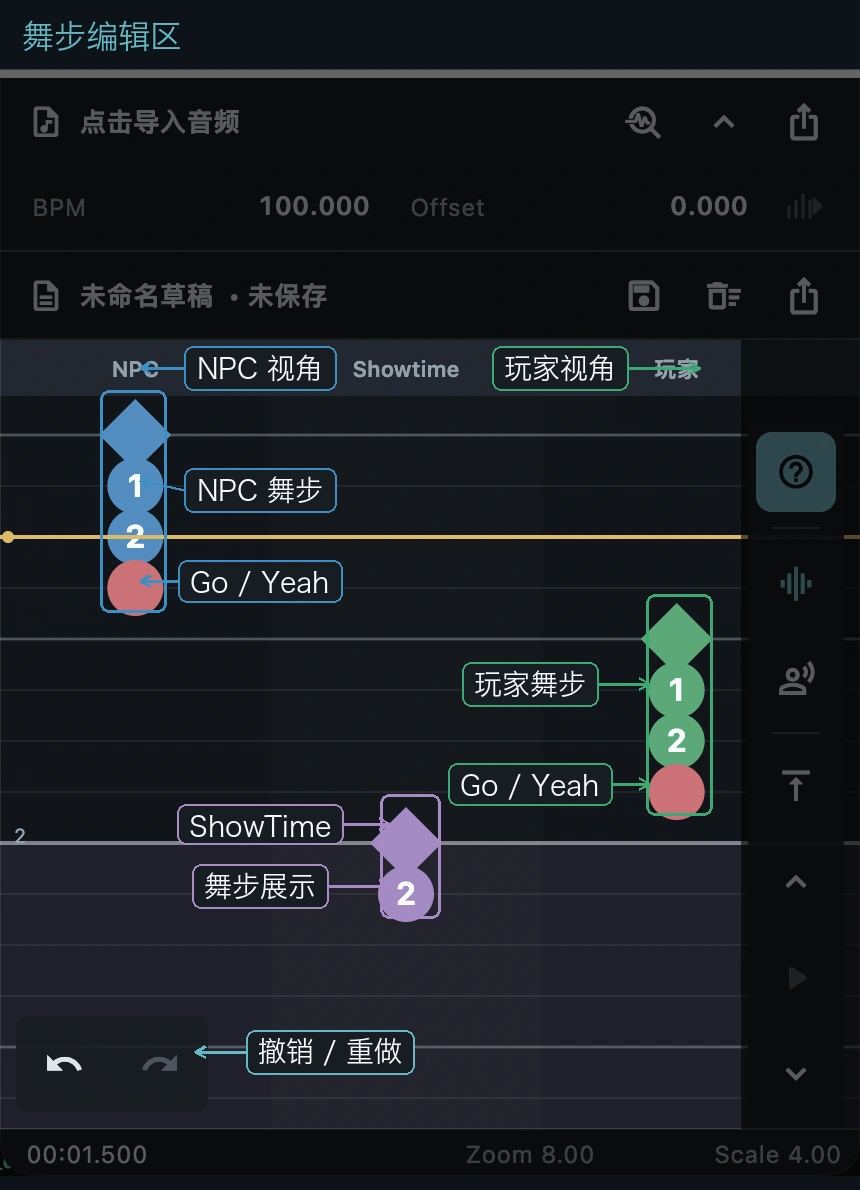 舞步编辑区
点击导入音频
BPM 100.000 Offset 0.000
未命名草稿 · 未保存
NPC NPC 视角 Showtime 玩家视角 玩家
1 NPC 舞步
2
Go / Yeah
玩家舞步 1
2
Go / Yeah
ShowTime
2
舞步展示 2
撤销 / 重做
00:01.500 Zoom 8.00 Scale 4.00